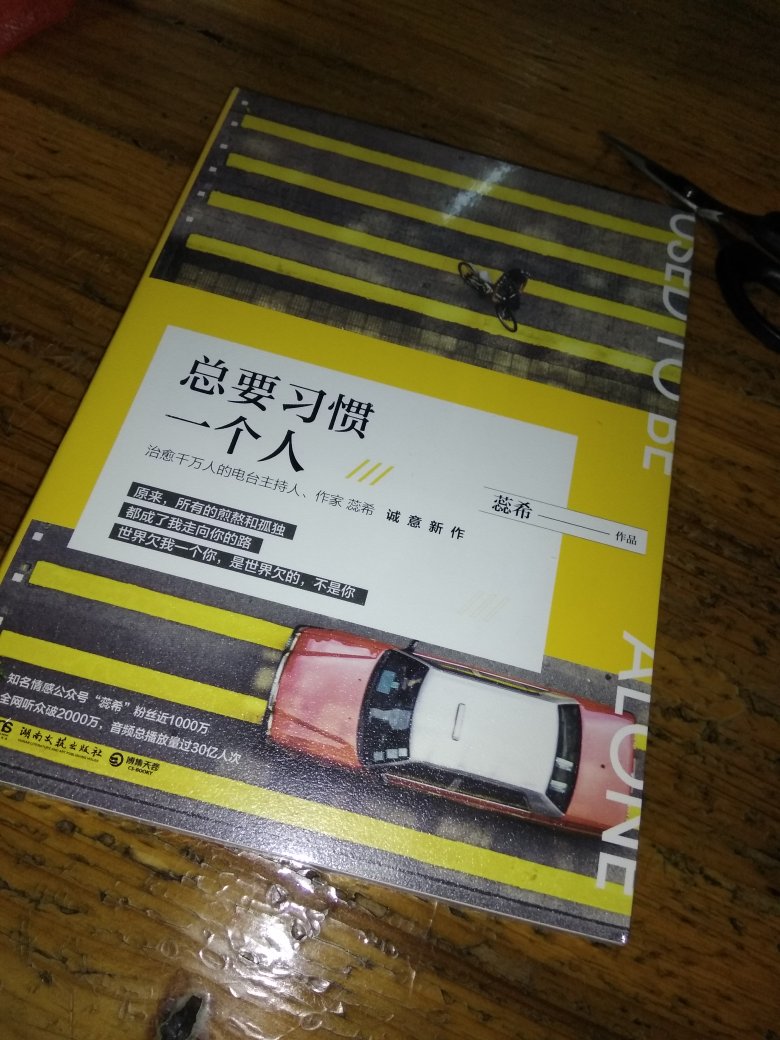 总要习惯
一个人
治愈千万人的电台主持人、作家 蕊希 诚意新作
原来，所有的煎熬和孤独
都成了我走向你的路
世界欠我一个你，是世界欠的，不是你
蕊希 作品
USED TO BE
ALONE
知名情感公众号“蕊希”粉丝近1000万
全网听众破2000万，音频总播放量过30亿人次
湖南文艺出版社
博集天卷
CS-BOOKY